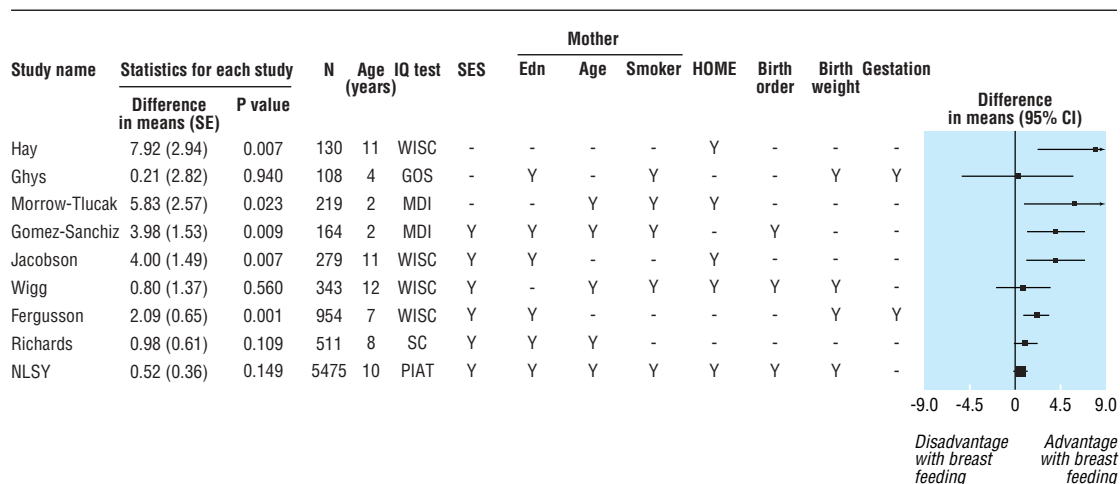 Mother
Study name Statistics for each study N Age (years) IQ test SES Edn Age Smoker HOME Birth order Birth weight Gestation
Difference in means (SE) P value
Difference in means (95% CI)
Hay 7.92 (2.94) 0.007 130 11 WISC - - - - Y - - -
Ghys 0.21 (2.82) 0.940 108 4 GOS - Y - Y - - Y Y
Morrow-Tlucak 5.83 (2.57) 0.023 219 2 MDI - - Y Y Y - - -
Gomez-Sanchiz 3.98 (1.53) 0.009 164 2 MDI Y Y Y Y - Y - -
Jacobson 4.00 (1.49) 0.007 279 11 WISC Y Y - - Y - - -
Wigg 0.80 (1.37) 0.560 343 12 WISC Y - Y Y Y Y Y -
Fergusson 2.09 (0.65) 0.001 954 7 WISC Y Y - - - - Y Y
Richards 0.98 (0.61) 0.109 511 8 SC Y Y Y - - - - -
NLSY 0.52 (0.36) 0.149 5475 10 PIAT Y Y Y Y Y Y Y -
-9.0 -4.5 0 4.5 9.0
Disadvantage with breast feeding
Advantage with breast feeding